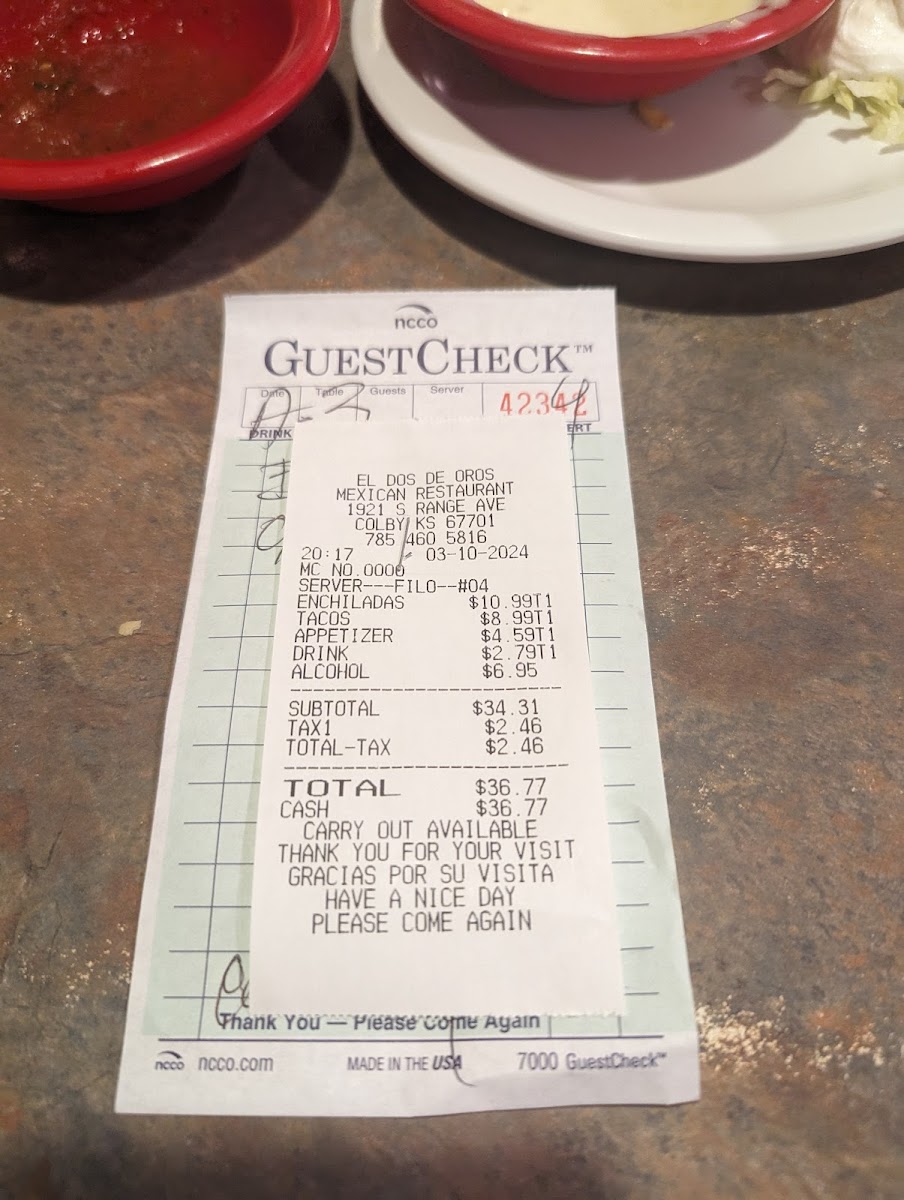 ncco
GUESTCHECK™
Date Table Guests Server
A-3
42342
DRINK
EL DOS DE OROS
MEXICAN RESTAURANT
1921 S RANGE AVE
COLBY KS 67701
785 460 5816
20:17 03-10-2024
MC NO.0000
SERVER---FILO--#04
ENCHILADAS $10.99T1
TACOS $8.99T1
APPETIZER $4.59T1
DRINK $2.79T1
ALCOHOL $6.95
SUBTOTAL $34.31
TAX1 $2.46
TOTAL-TAX $2.46
TOTAL $36.77
CASH $36.77
CARRY OUT AVAILABLE
THANK YOU FOR YOUR VISIT
GRACIAS POR SU VISITA
HAVE A NICE DAY
PLEASE COME AGAIN
Thank You — Please Come Again
ncco ncco.com MADE IN THE USA 7000 GuestCheck™